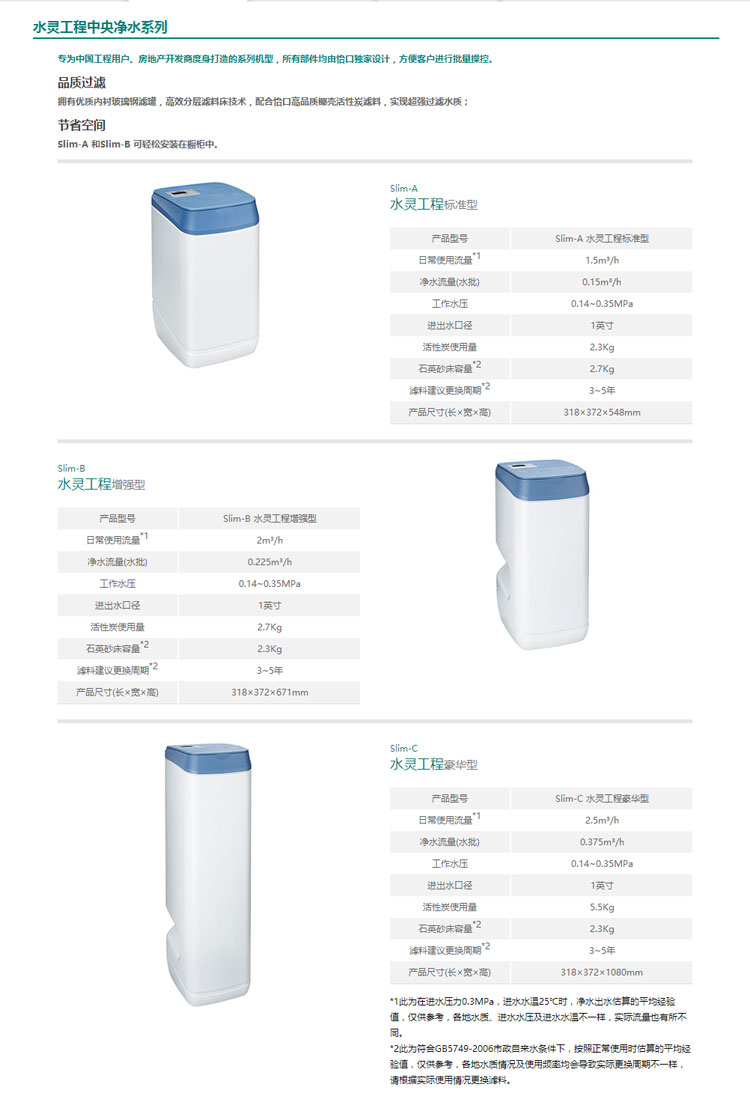 水灵工程中央净水系列
专为中国工程用户、房地产开发商度身打造的系列机型，所有部件均由怡口独家设计，方便客户进行批量操控。
品质过滤
拥有优质内衬玻璃钢滤罐，高效分层滤料床技术，配合怡口高品质椰壳活性炭滤料，实现超强过滤水质；
节省空间
Slim-A 和Slim-B 可轻松安装在橱柜中。
Slim-A
水灵工程标准型
产品型号 Slim-A 水灵工程标准型
日常使用流量*1 1.5m³/h
净水流量(水批) 0.15m³/h
工作水压 0.14~0.35MPa
进出水口径 1英寸
活性炭使用量 2.3Kg
石英砂床容量*2 2.7Kg
滤料建议更换周期*2 3~5年
产品尺寸(长×宽×高) 318×372×548mm
Slim-B
水灵工程增强型
产品型号 Slim-B 水灵工程增强型
日常使用流量*1 2m³/h
净水流量(水批) 0.225m³/h
工作水压 0.14~0.35MPa
进出水口径 1英寸
活性炭使用量 2.7Kg
石英砂床容量*2 2.3Kg
滤料建议更换周期*2 3~5年
产品尺寸(长×宽×高) 318×372×671mm
Slim-C
水灵工程豪华型
产品型号 Slim-C 水灵工程豪华型
日常使用流量*1 2.5m³/h
净水流量(水批) 0.375m³/h
工作水压 0.14~0.35MPa
进出水口径 1英寸
活性炭使用量 5.5Kg
石英砂床容量*2 2.3Kg
滤料建议更换周期*2 3~5年
产品尺寸(长×宽×高) 318×372×1080mm
*1此为在进水压力0.3MPa，进水水温25℃时，净水出水估算的平均经验
值，仅供参考，各地水质、进水水压及进水水温不一样，实际流量也有所不
同。
*2此为符合GB5749-2006市政自来水条件下，按照正常使用时估算的平均经
验值，仅供参考，各地水质情况及使用频率均会导致实际更换周期不一样，
请根据实际使用情况更换滤料。